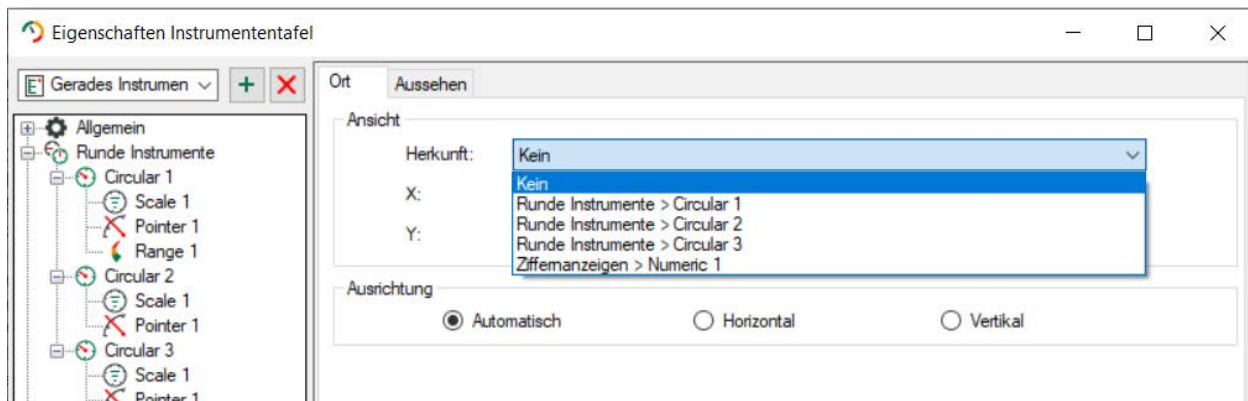 Eigenschaften Instrumententafel
Gerades Instrumen
Ort Aussehen
Allgemein
Runde Instrumente
Circular 1
Scale 1
Pointer 1
Range 1
Circular 2
Scale 1
Pointer 1
Circular 3
Scale 1
Pointer 1
Ansicht
Herkunft: Kein
Kein
X: Runde Instrumente > Circular 1
Runde Instrumente > Circular 2
Y: Runde Instrumente > Circular 3
Ziffernanzeigen > Numeric 1
Ausrichtung
Automatisch Horizontal Vertikal